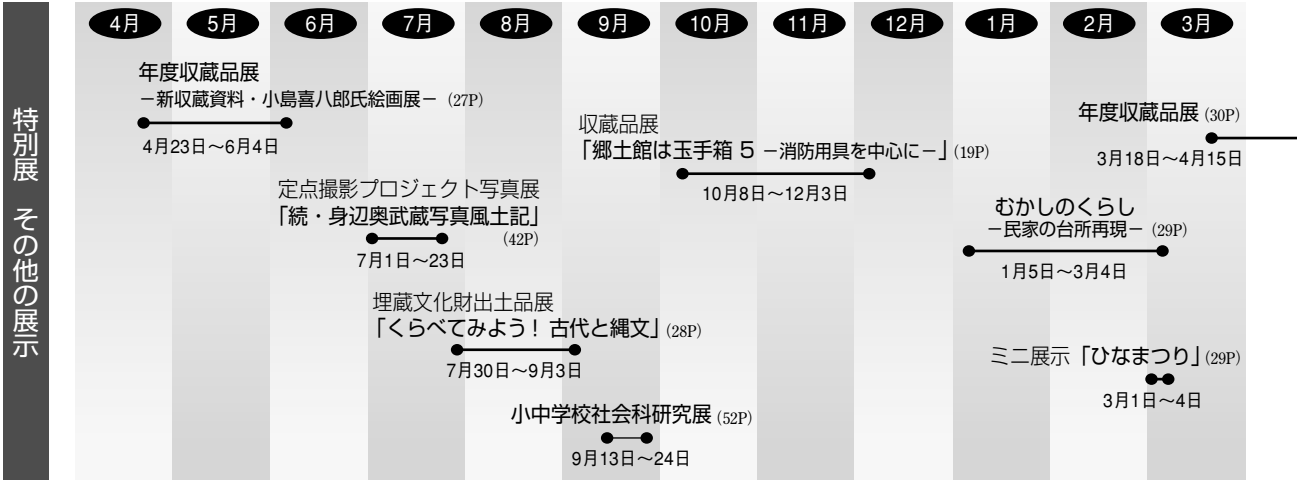 4月 5月 6月 7月 8月 9月 10月 11月 12月 1月 2月 3月
特別展 その他の展示
年度収蔵品展
－新収蔵資料・小島喜八郎氏絵画展－ (27P)
4月23日～6月4日
定点撮影プロジェクト写真展
「続・身辺奥武蔵写真風土記」
(42P)
7月1日～23日
埋蔵文化財出土品展
「くらべてみよう！古代と縄文」(28P)
7月30日～9月3日
小中学校社会科研究展 (52P)
9月13日～24日
収蔵品展
「郷土館は玉手箱 5 －消防用具を中心に－」(19P)
10月8日～12月3日
年度収蔵品展 (30P)
3月18日～4月15日
むかしのくらし
－民家の台所再現－ (29P)
1月5日～3月4日
ミニ展示「ひなまつり」(29P)
3月1日～4日